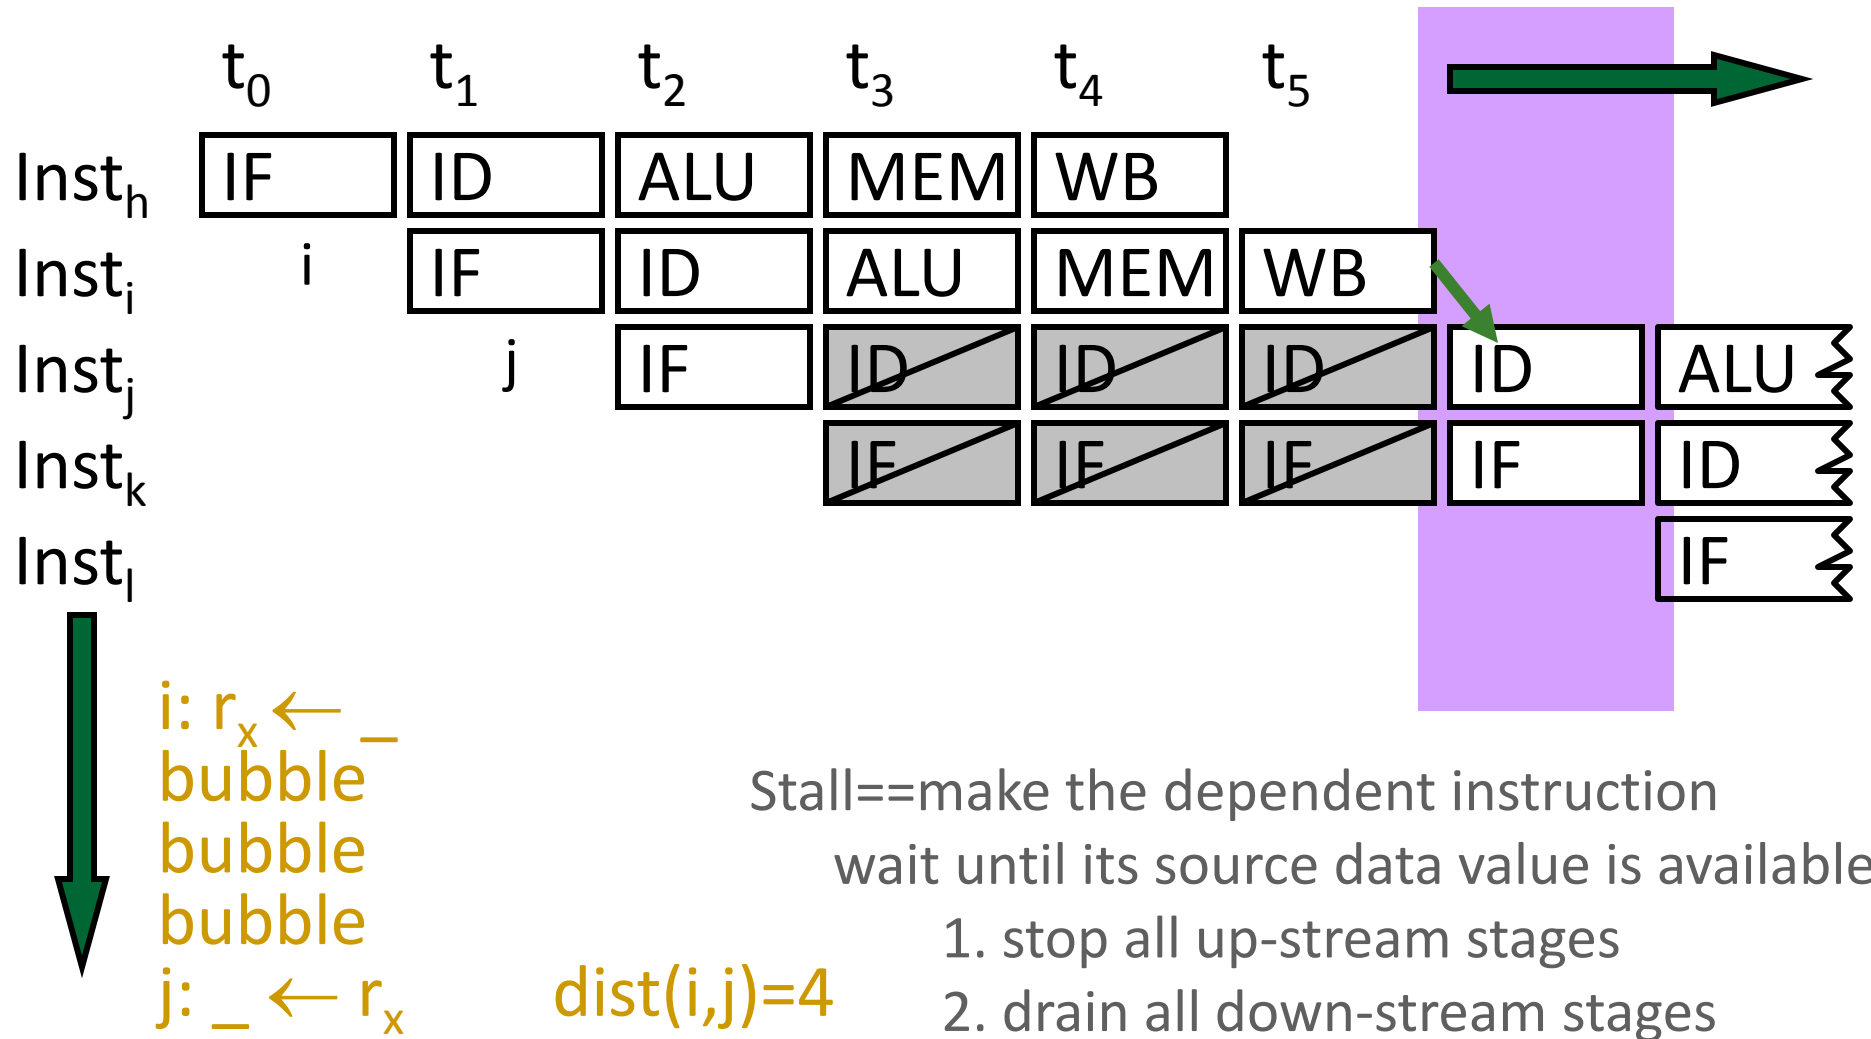 t0 t1 t2 t3 t4 t5
Insth IF ID ALU MEM WB
Insti i IF ID ALU MEM WB
Instj j IF ID ID ID ID ALU
Instk IF IF IF IF ID
Instl IF
i: rx ← _
bubble
bubble
bubble
j: _ ← rx
dist(i,j)=4
Stall==make the dependent instruction
wait until its source data value is available
1. stop all up-stream stages
2. drain all down-stream stages